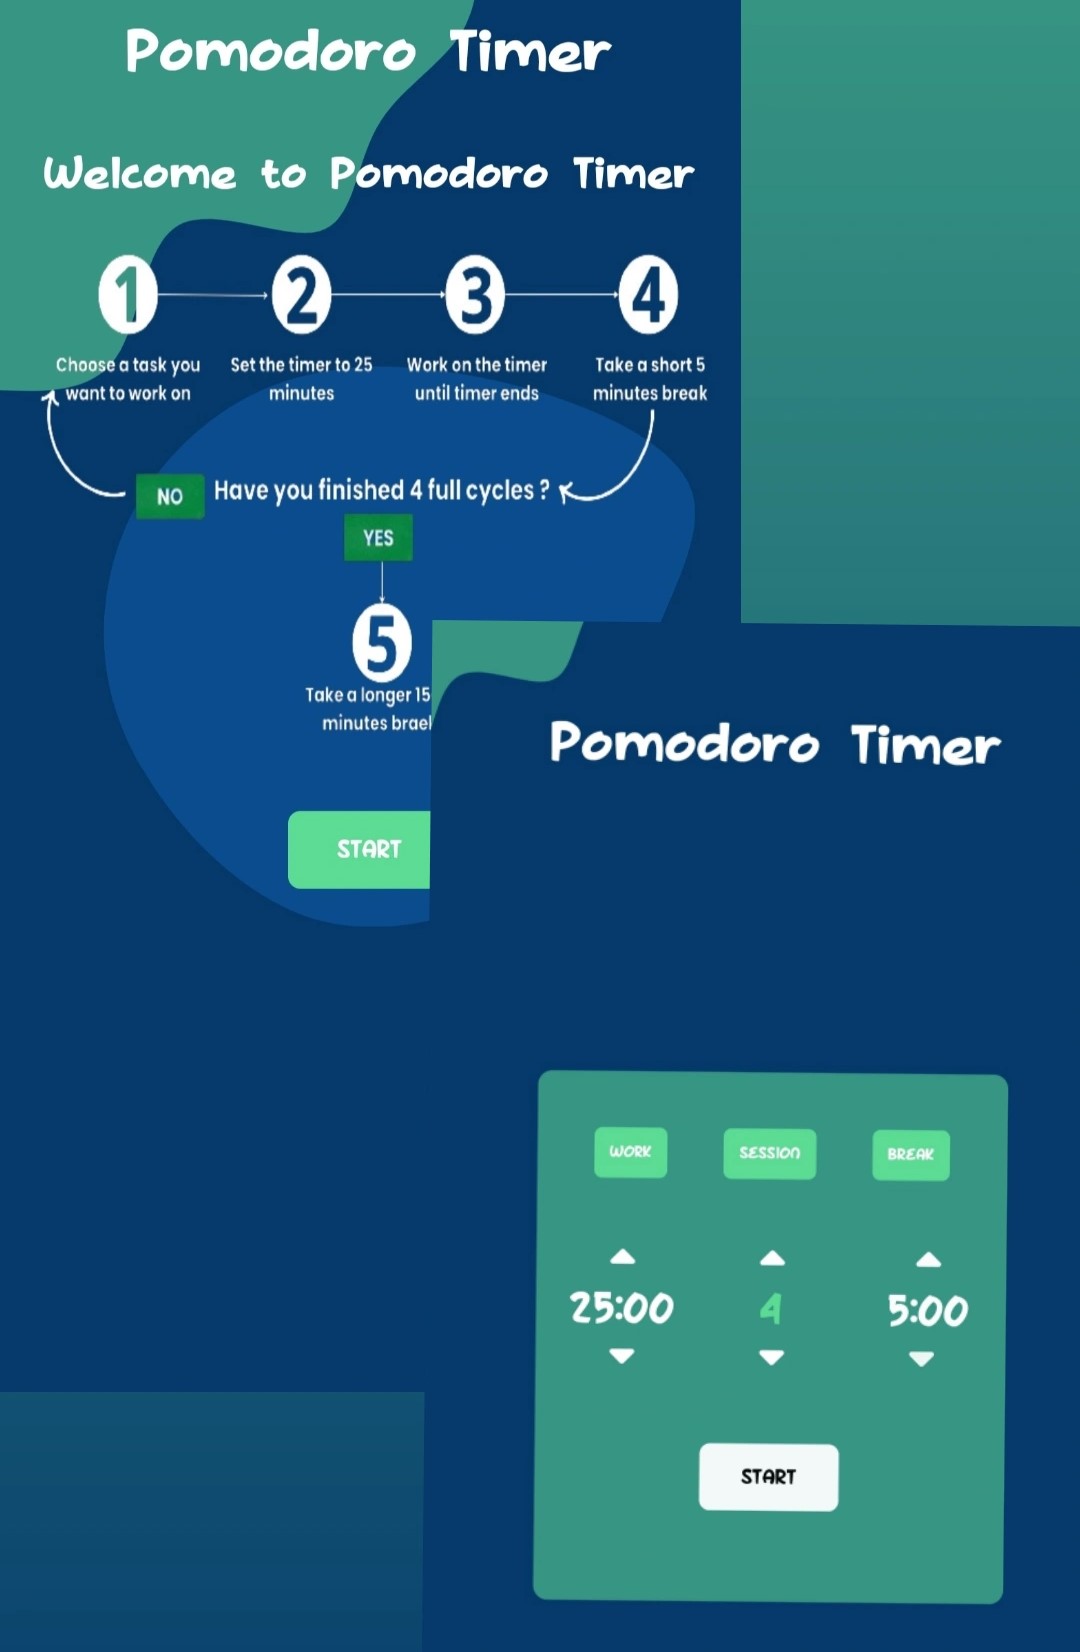 Pomodoro Timer
Welcome to Pomodoro Timer
1
2
3
4
Choose a task you
want to work on
Set the timer to 25
minutes
Work on the timer
until timer ends
Take a short 5
minutes break
NO
Have you finished 4 full cycles ?
YES
5
Take a longer 15
minutes brae
START
Pomodoro Timer
WORK
SESSION
BREAK
25:00
4
5:00
START